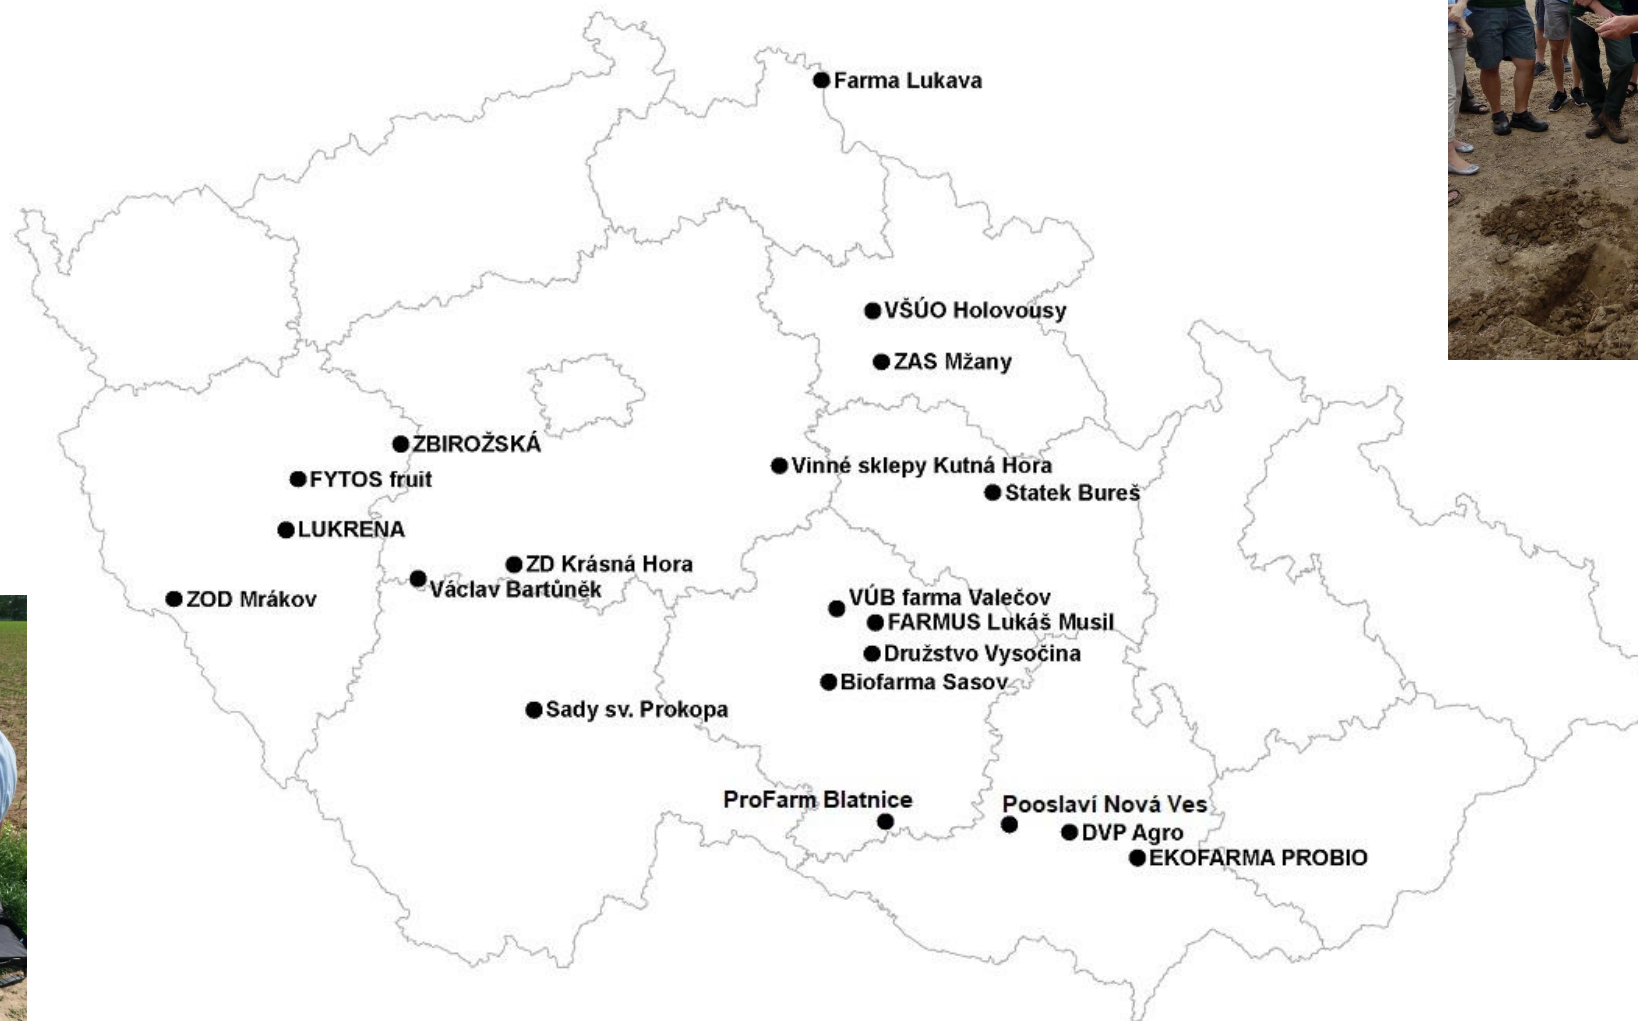 Farma Lukava
VŠÚO Holovousy
ZAS Mžany
ZBIROŽSKÁ
Vinné sklepy Kutná Hora
FYTOS fruit
Statek Bureš
LUKRENA
ZD Krásná Hora
Václav Bartůněk
ZOD Mrákov
VÚB farma Valečov
FARMUS Lukáš Musil
Družstvo Vysočina
Biofarma Sasov
Sady sv. Prokopa
ProFarm Blatnice
Pooslaví Nová Ves
DVP Agro
EKOFARMA PROBIO